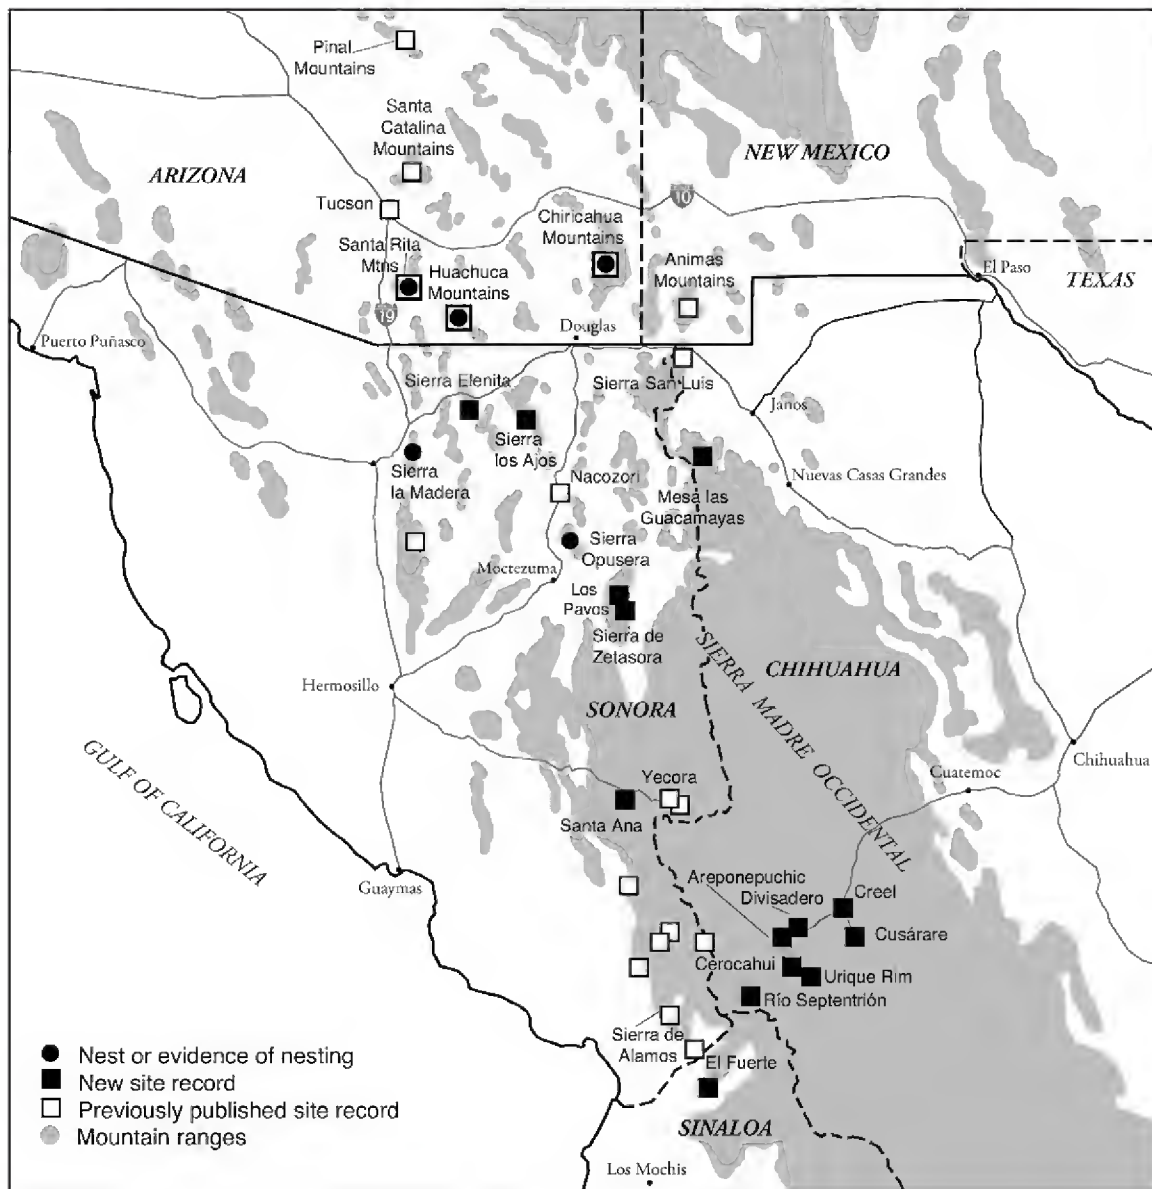 Pinal
Mountains
Santa
Catalina
Mountains
ARIZONA
NEW MEXICO
Tucson
10
Chiricahua
Mountains
Santa Rita
Mtns
Huachuca
Mountains
Animas
Mountains
El Paso
TEXAS
19
Douglas
Puerto Puñasco
Sierra Elenita
Sierra San Luis
Janos
Sierra
los Ajos
Sierra
la Madera
Nacozori
Mesa las
Guacamayas
Nuevas Casas Grandes
Sierra
Opusera
Moctezuma
Los
Pavos
Sierra de
Zetasora
SIERRA MADRE OCCIDENTAL
CHIHUAHUA
Hermosillo
SONORA
GULF OF CALIFORNIA
Chihuahua
Yecora
Cuatemoc
Santa Ana
Guaymas
Areponepuchic
Divisadero
Creel
Cusárare
Cerocahui
Urique Rim
Río Septentrión
Sierra de
Alamos
El Fuerte
SINALOA
Los Mochis
Nest or evidence of nesting
New site record
Previously published site record
Mountain ranges